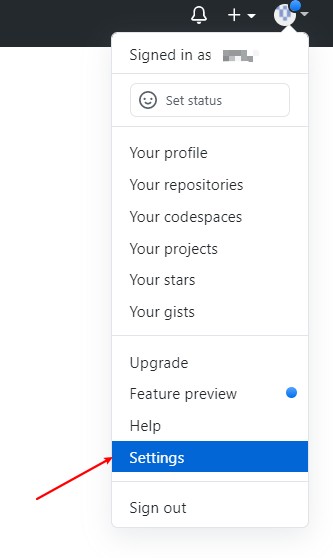 Signed in as
Set status
Your profile
Your repositories
Your codespaces
Your projects
Your stars
Your gists
Upgrade
Feature preview
Help
Settings
Sign out